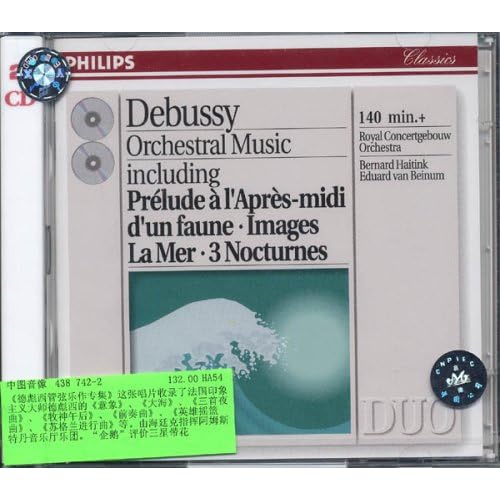 PHILIPS
Classics
CD
Debussy
Orchestral Music
including
Prélude à l'Après-midi
d'un faune · Images
La Mer · 3 Nocturnes
140 min.+
Royal Concertgebouw
Orchestra
Bernard Haitink
Eduard van Beinum
DUO
中图音像 438 742-2 132.00 HA54
《德彪西管弦乐作专集》这张唱片收录了法国印象
主义大师德彪西的《意象》、《大海》、《三首夜
曲》、《牧神午后》、《前奏曲》、《英雄摇篮
曲》、《苏格兰进行曲》等。由海廷克指挥阿姆斯
特丹音乐厅乐团。“企鹅”评价三星带花